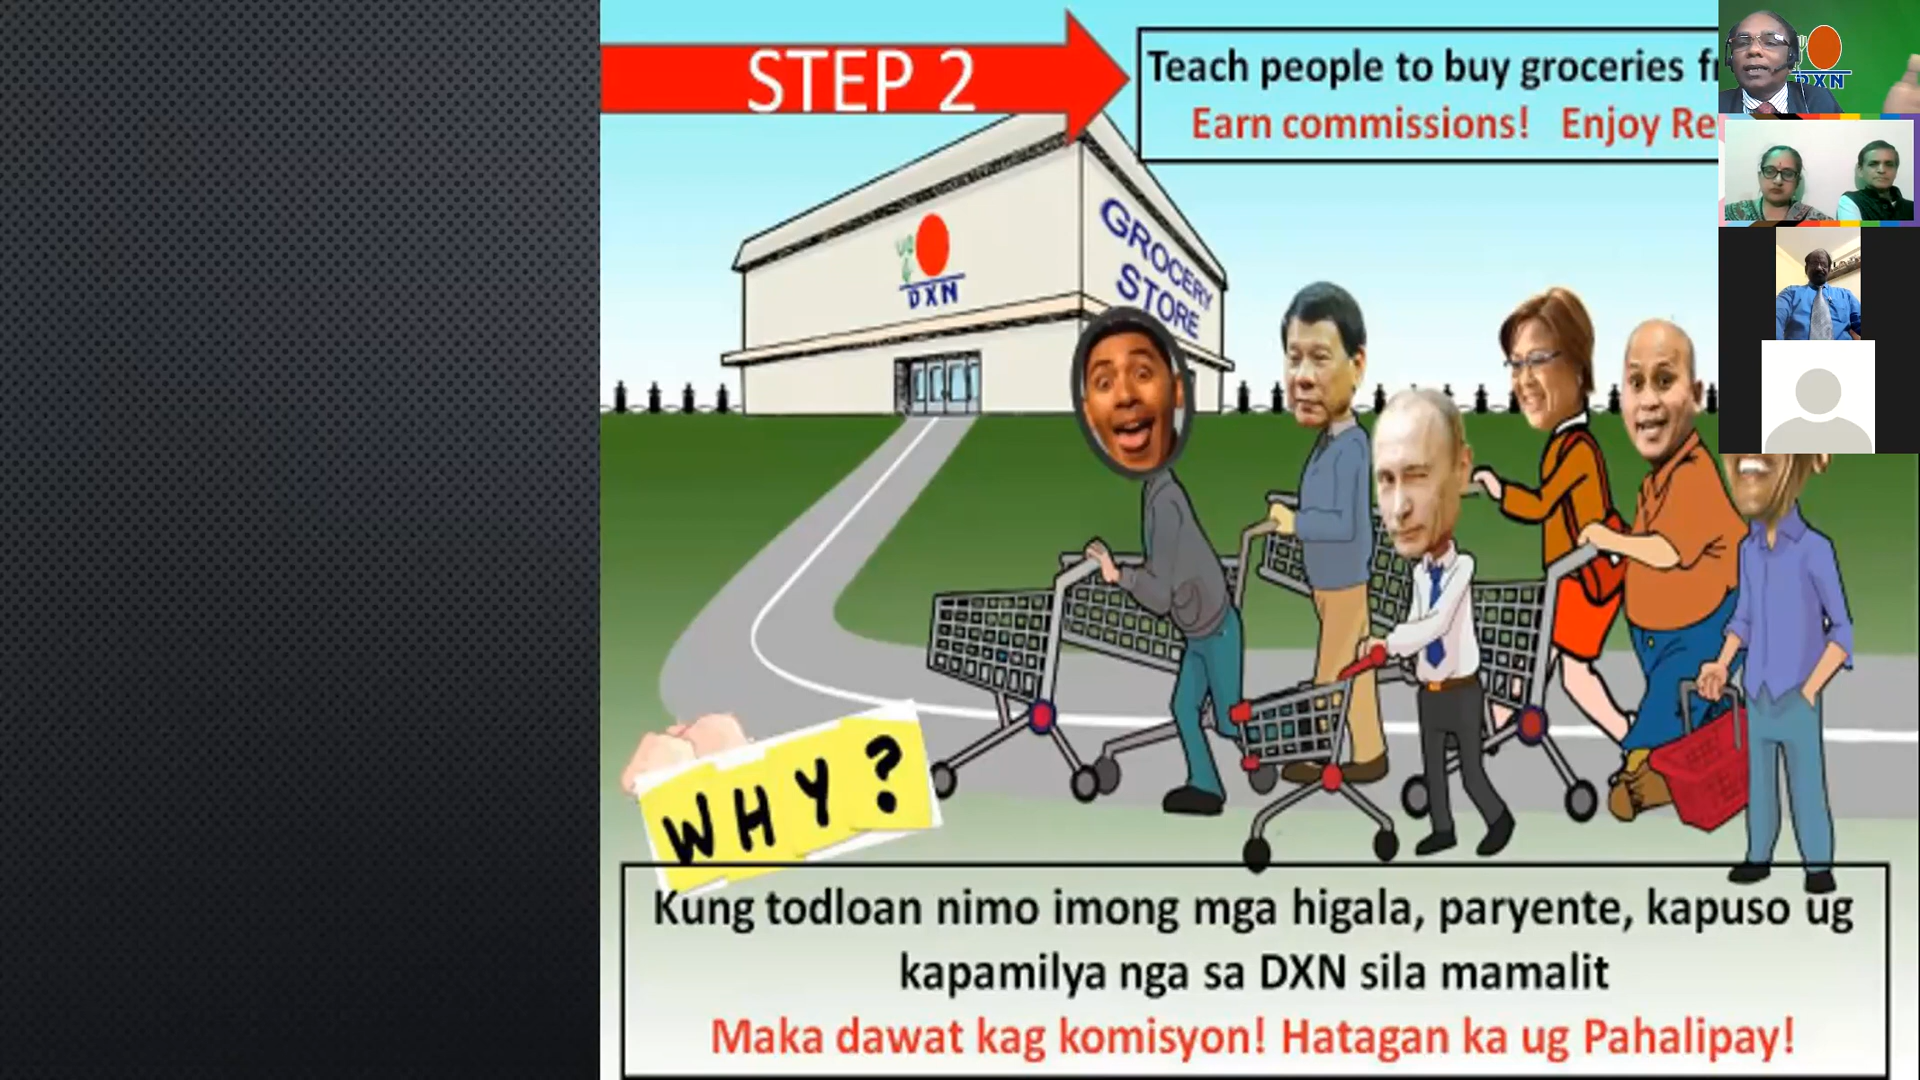 STEP 2
Teach people to buy groceries
Earn commissions! Enjoy
DXN
DXN
GROCERY
STORE
WHY?
Kung todloan nimo imong mga higala, paryente, kapuso ug
kapamilya nga sa DXN sila mamalit
Maka dawat kag komisyon! Hatagan ka ug Pahalipay!